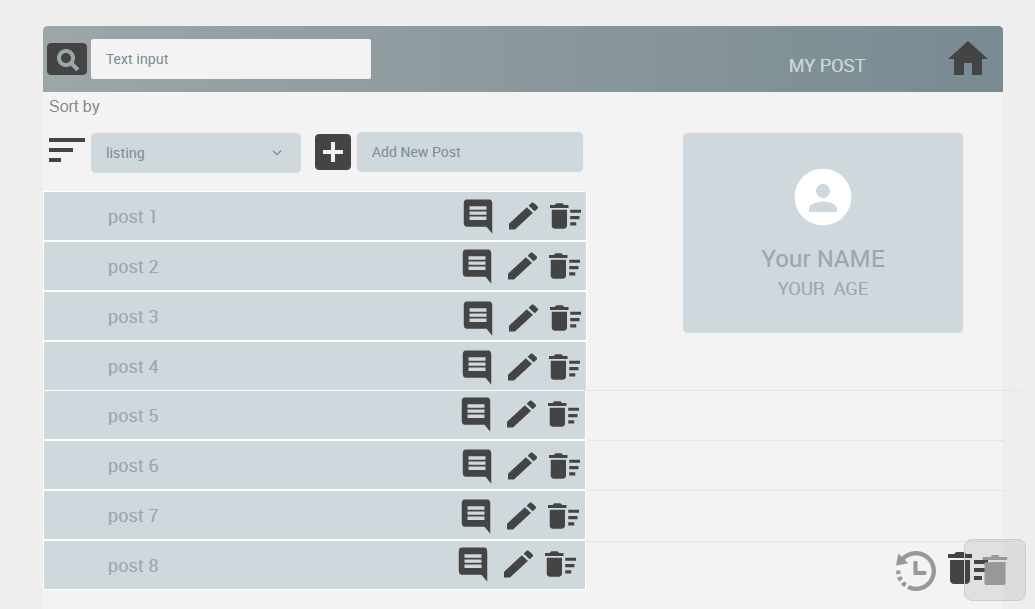 Text input
MY POST
Sort by
listing
Add New Post
post 1
post 2
post 3
post 4
post 5
post 6
post 7
post 8
Your NAME
YOUR AGE